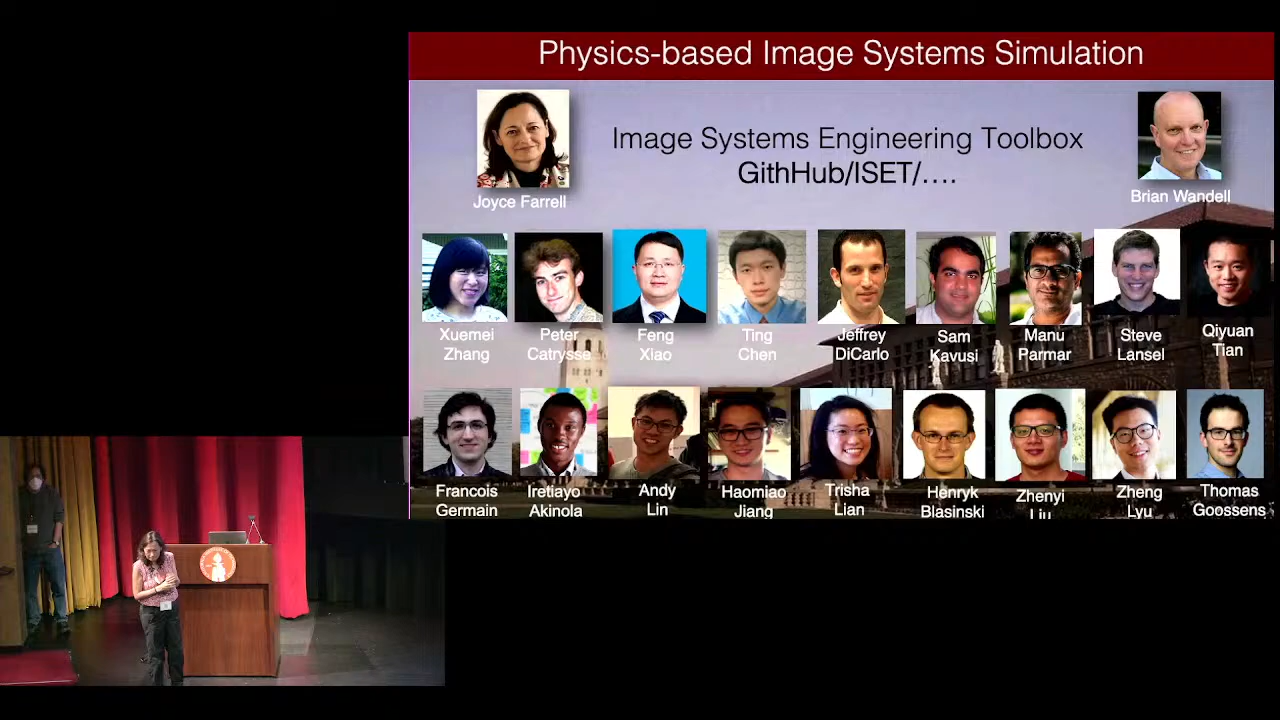 Physics-based Image Systems Simulation
Image Systems Engineering Toolbox
GithHub/ISET/....
Joyce Farrell
Brian Wandell
Xuemei Zhang
Peter Catrysse
Feng Xiao
Ting Chen
Jeffrey DiCarlo
Sam Kavusi
Manu Parmar
Steve Lansel
Qiyuan Tian
Francois Germain
Iretiayo Akinola
Andy Lin
Haomiao Jiang
Trisha Lian
Henryk Blasinski
Zhenyi Liu
Zheng Lyu
Thomas Goossens